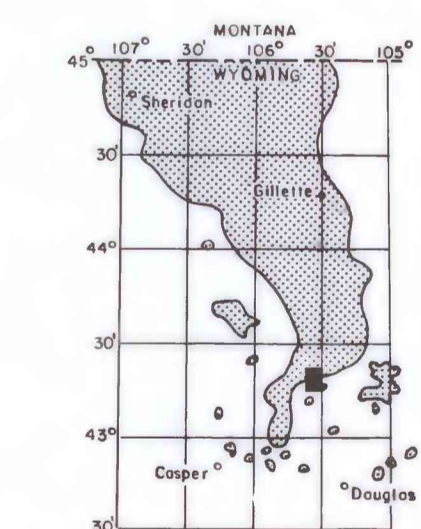 MONTANA
45° 107° 30' 106° 30' 105°
WYOMING
Sheridan
30'
Gillette
44°
30'
43°
Casper
Douglas
30'